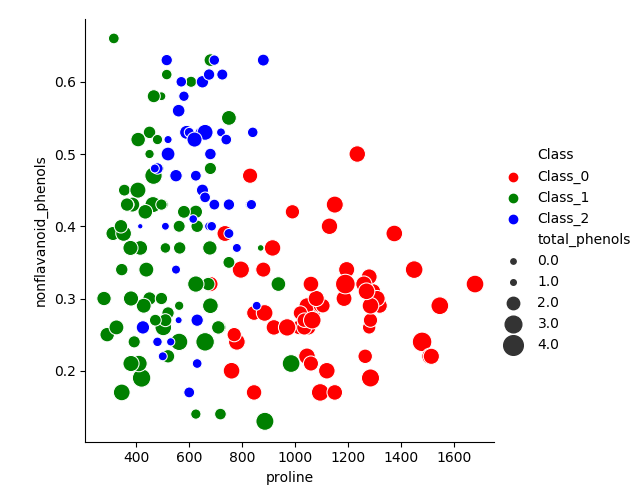 0.6
0.5
0.4
0.3
0.2
nonflavanoid_phenols
400 600 800 1000 1200 1400 1600
proline
Class
Class_0
Class_1
Class_2
total_phenols
0.0
1.0
2.0
3.0
4.0